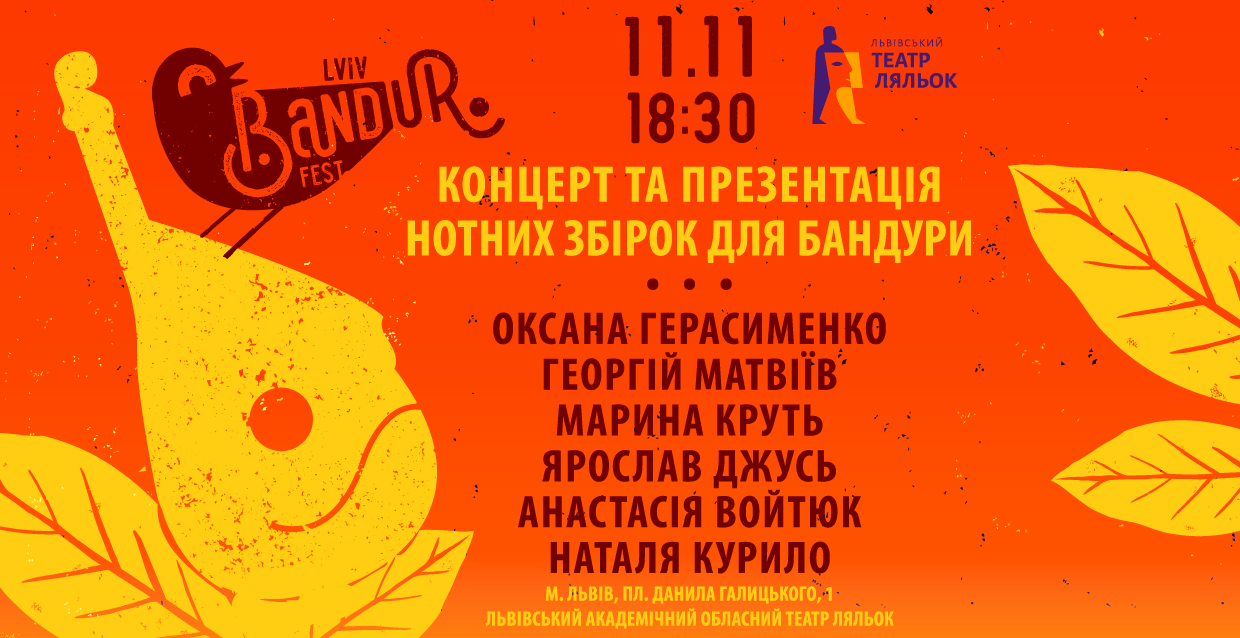 LViV
BANDUR.
FEST
11.11
18:30
ЛЬВІВСЬКИЙ
ТЕАТР
ЛЯЛЬОК
КОНЦЕРТ ТА ПРЕЗЕНТАЦІЯ
НОТНИХ ЗБІРОК ДЛЯ БАНДУРИ
• • •
ОКСАНА ГЕРАСИМЕНКО
ГЕОРГІЙ МАТВІЇВ
МАРИНА КРУТЬ
ЯРОСЛАВ ДЖУСЬ
АНАСТАСІЯ ВОЙТЮК
НАТАЛЯ КУРИЛО
М. ЛЬВІВ, ПЛ. ДАНИЛА ГАЛИЦЬКОГО, 1
ЛЬВІВСЬКИЙ АКАДЕМІЧНИЙ ОБЛАСНИЙ ТЕАТР ЛЯЛЬОК